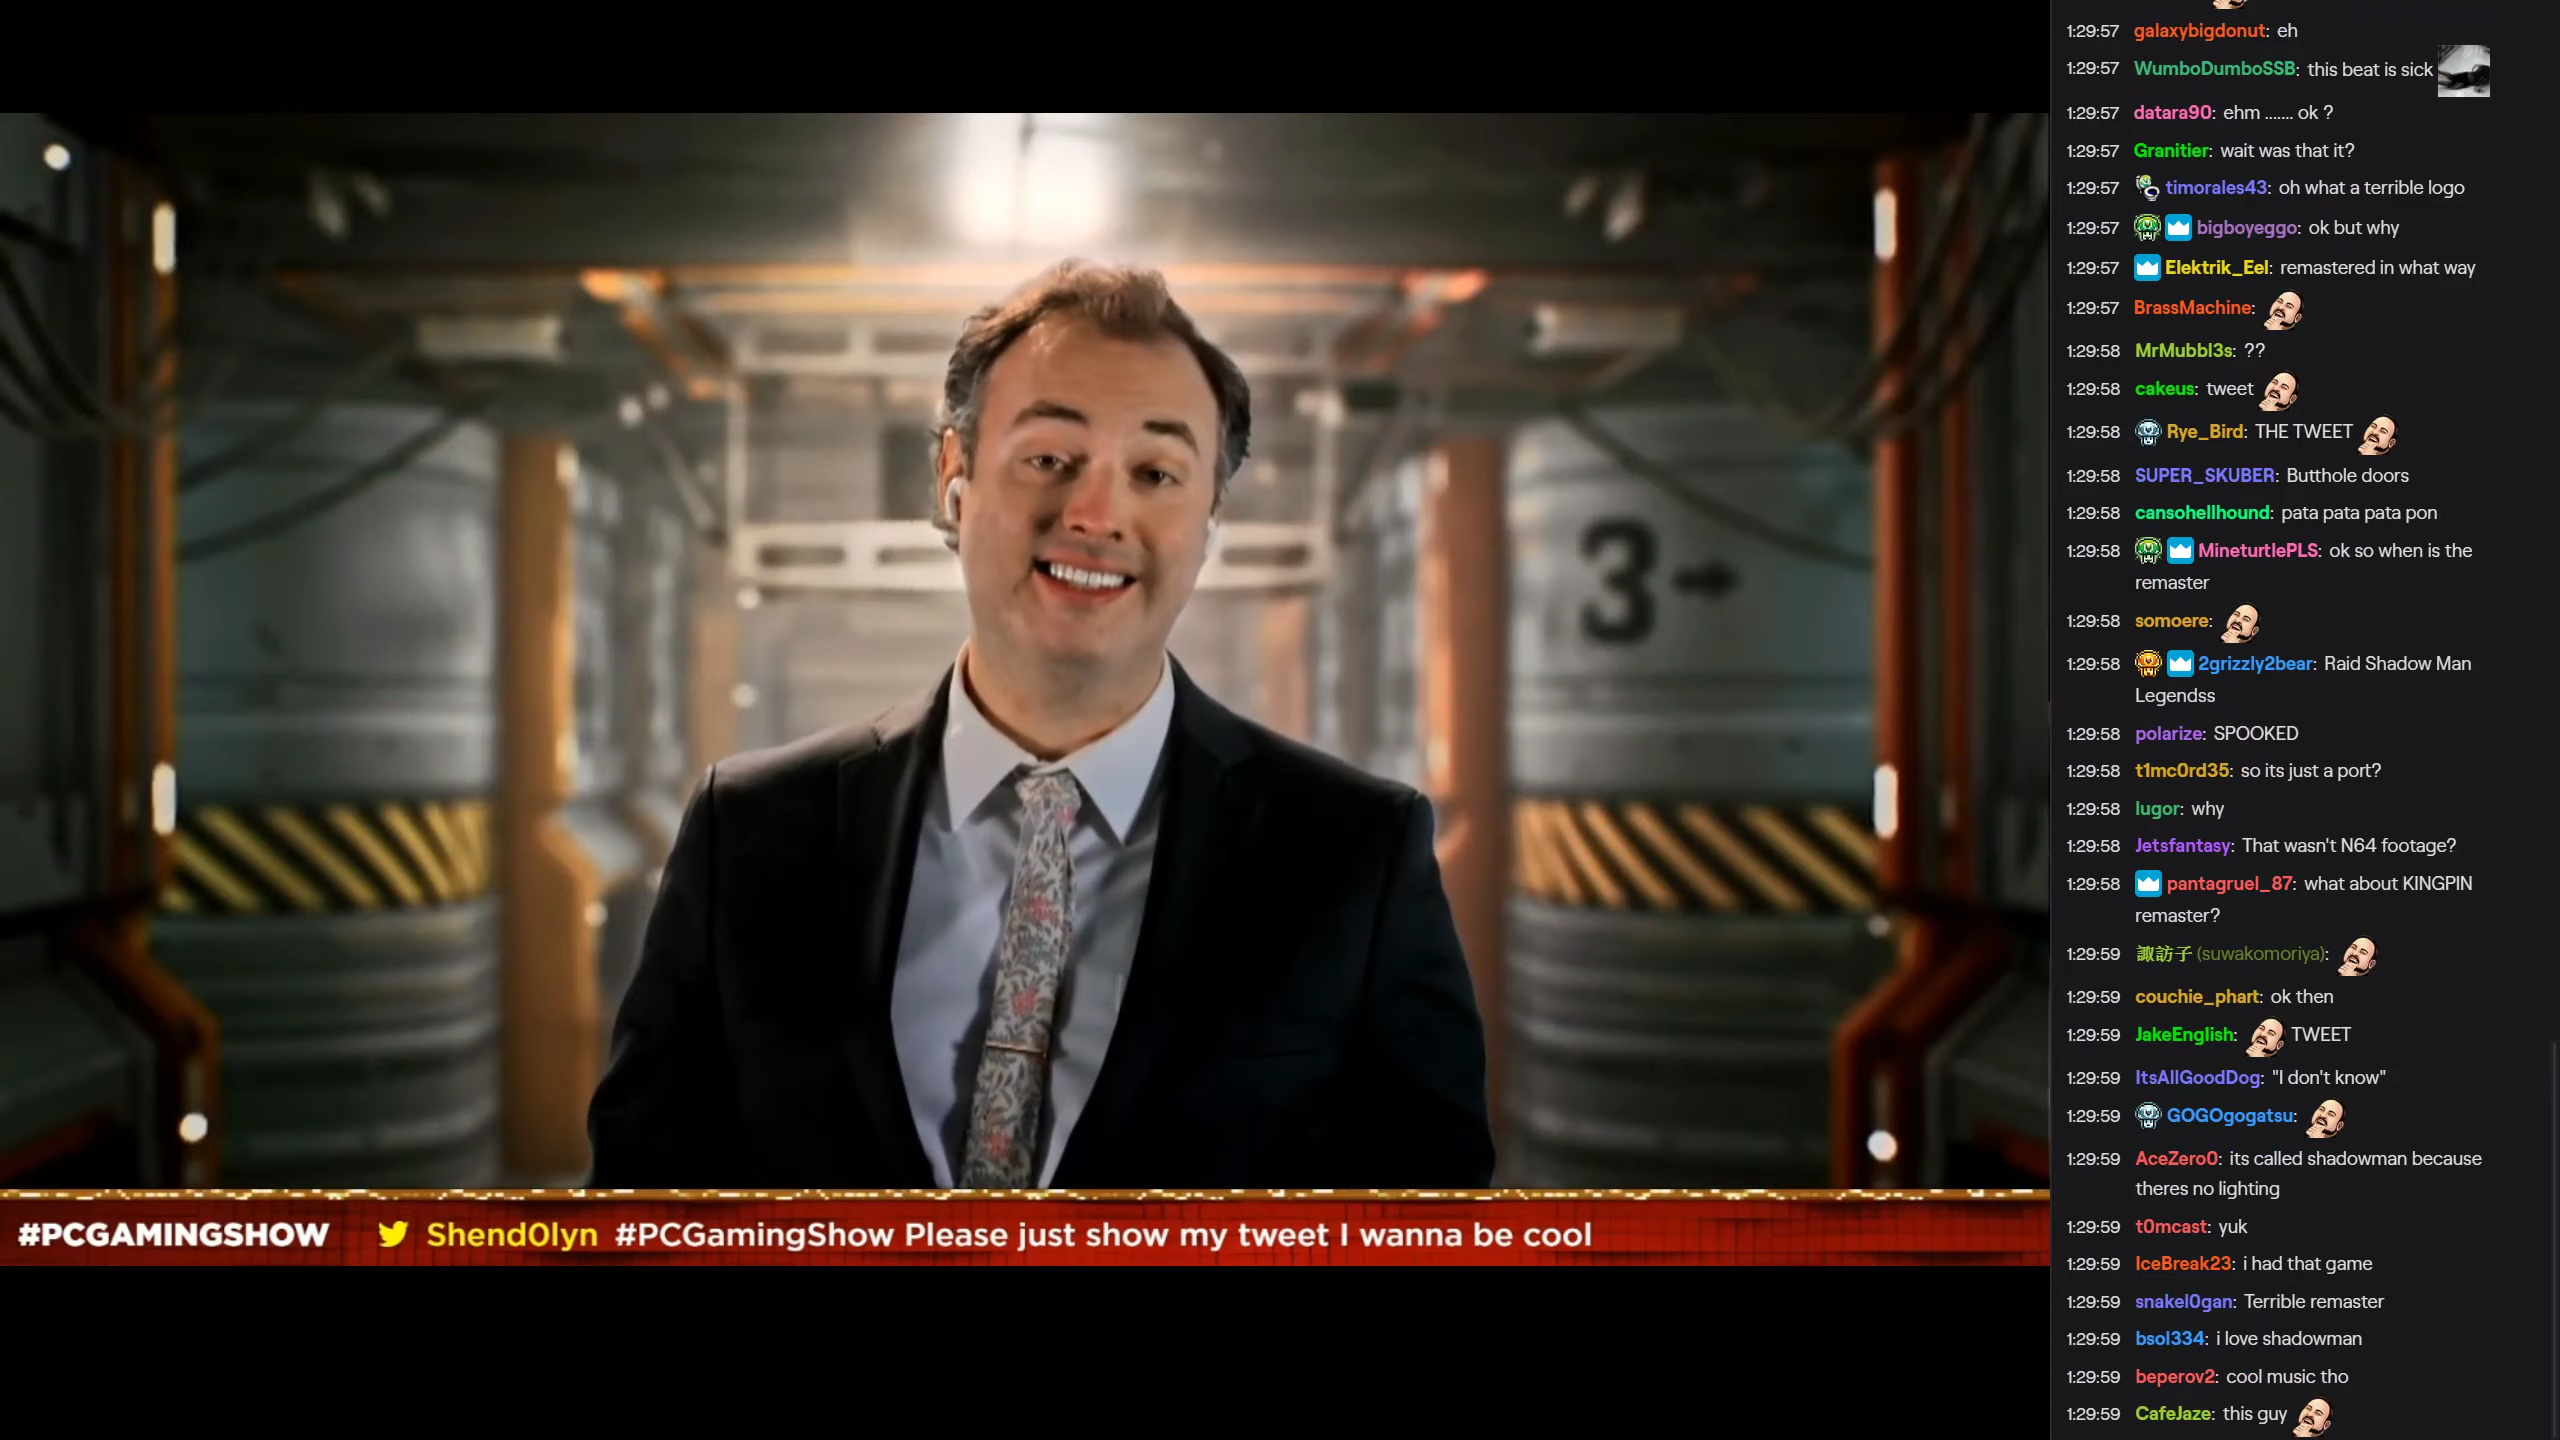 3
#PCGAMINGSHOW ShendOlyn #PCGamingShow Please just show my tweet I wanna be cool
1:29:57 galaxybigdonut: eh
1:29:57 WumboDumboSSB: this beat is sick
1:29:57 datara90: ehm ....... ok ?
1:29:57 Granitier: wait was that it?
1:29:57 timorales43: oh what a terrible logo
1:29:57 bigboyeggo: ok but why
1:29:57 Elektrik_Eel: remastered in what way
1:29:57 BrassMachine:
1:29:58 MrMubbl3s: ??
1:29:58 cakeus: tweet
1:29:58 Rye_Bird: THE TWEET
1:29:58 SUPER_SKUBER: Butthole doors
1:29:58 cansohellhound: pata pata pata pon
1:29:58 MineturtlePLS: ok so when is the
remaster
1:29:58 somoere:
1:29:58 2grizzly2bear: Raid Shadow Man
Legendss
1:29:58 polarize: SPOOKED
1:29:58 t1mc0rd35: so its just a port?
1:29:58 lugor: why
1:29:58 Jetsfantasy: That wasn't N64 footage?
1:29:58 pantagruel_87: what about KINGPIN
remaster?
1:29:59 諏訪子 (suwakomoriya):
1:29:59 couchie_phart: ok then
1:29:59 JakeEnglish: TWEET
1:29:59 ItsAllGoodDog: "I don't know"
1:29:59 GOGOgogatsu:
1:29:59 AceZero0: its called shadowman because
theres no lighting
1:29:59 t0mcast: yuk
1:29:59 IceBreak23: i had that game
1:29:59 snakel0gan: Terrible remaster
1:29:59 bsol334: i love shadowman
1:29:59 beperov2: cool music tho
1:29:59 CafeJaze: this guy